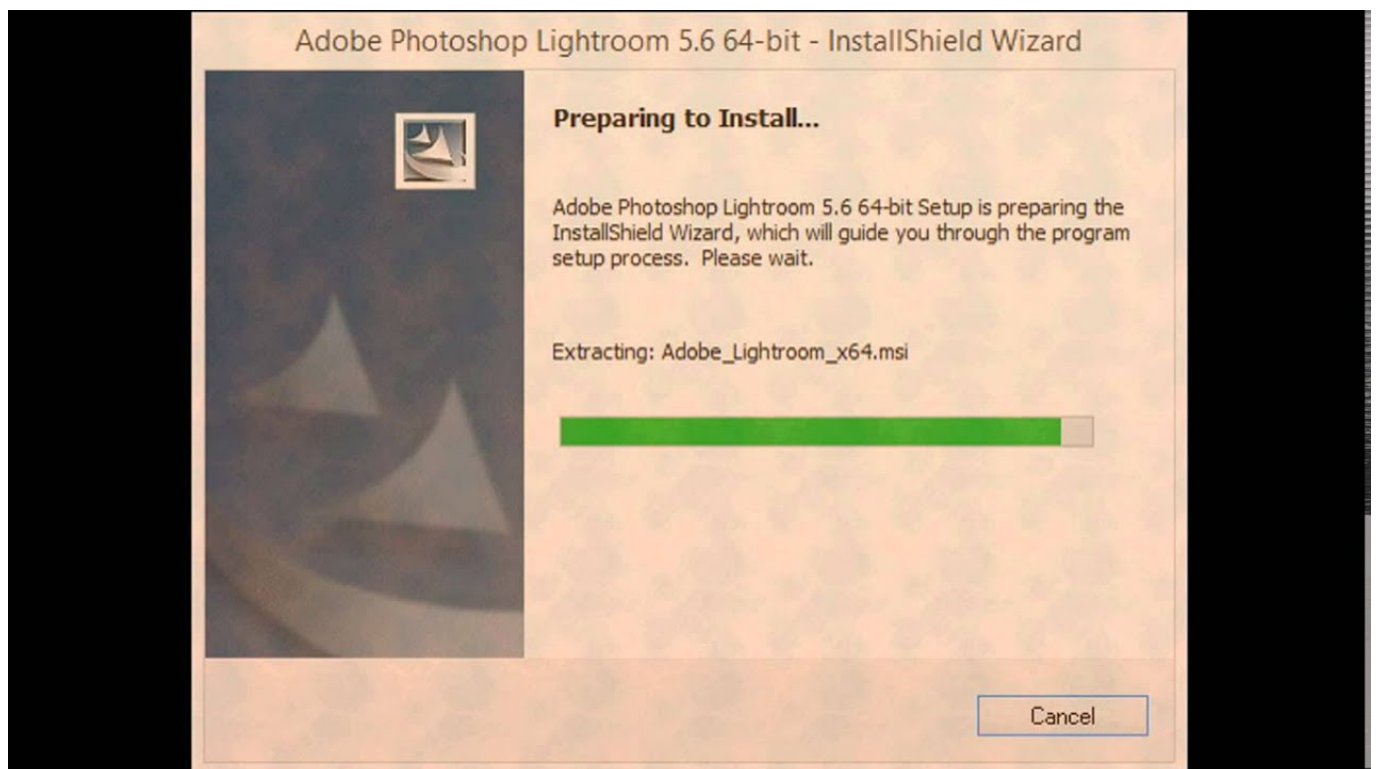 Adobe Photoshop Lightroom 5.6 64-bit - InstallShield Wizard
Preparing to Install...
Adobe Photoshop Lightroom 5.6 64-bit Setup is preparing the
InstallShield Wizard, which will guide you through the program
setup process.  Please wait.
Extracting: Adobe_Lightroom_x64.msi
Cancel